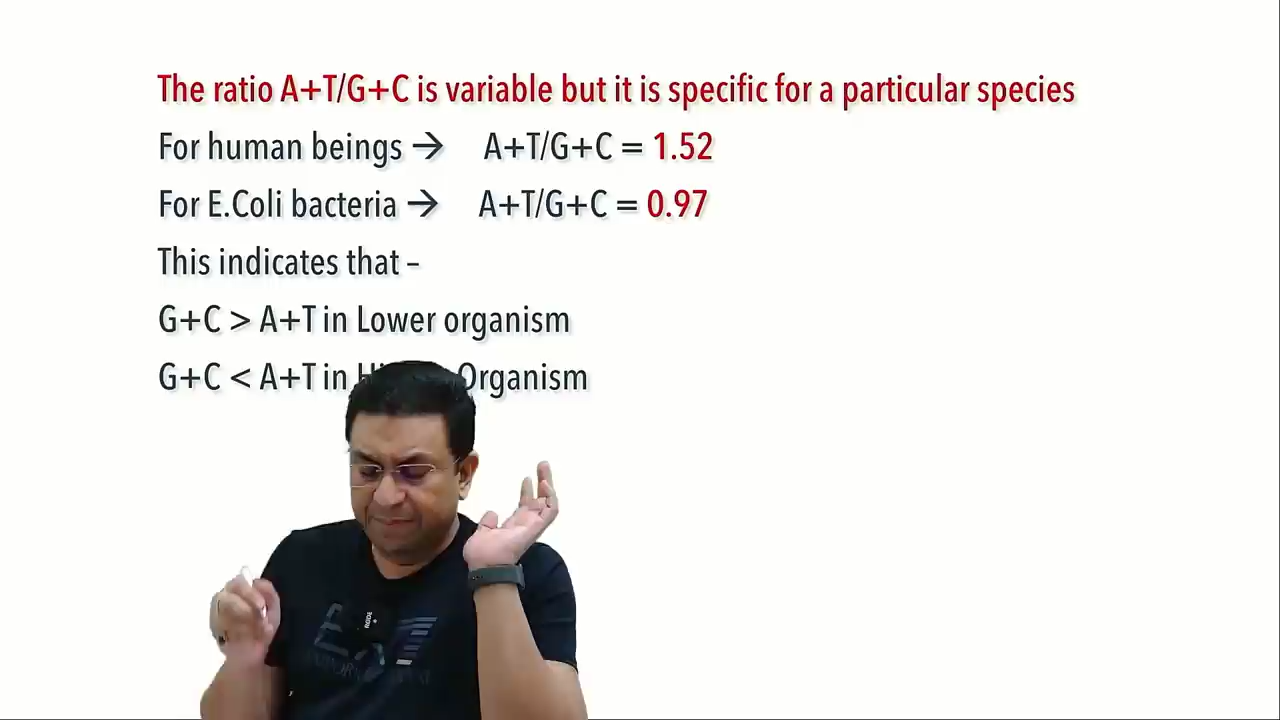 The ratio A+T/G+C is variable but it is specific for a particular species
For human beings → A+T/G+C = 1.52
For E.Coli bacteria → A+T/G+C = 0.97
This indicates that –
G+C > A+T in Lower organism
G+C < A+T in Organism
RODE